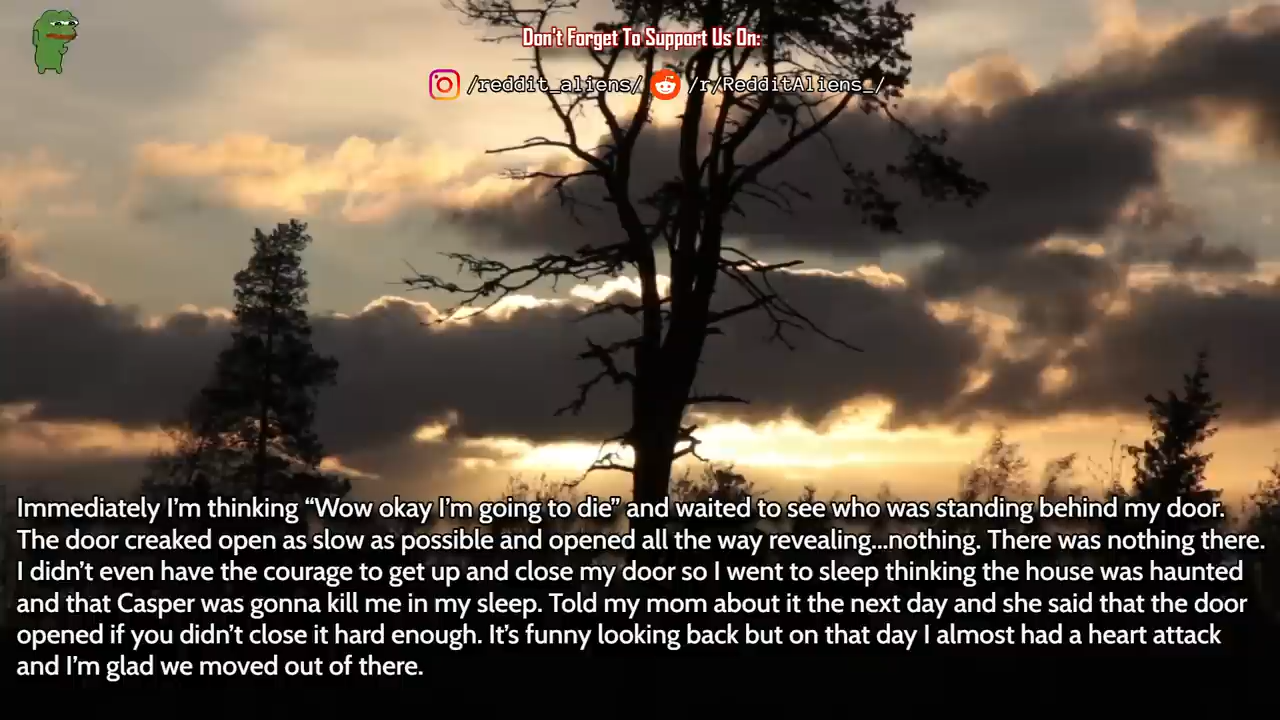 Don't Forget To Support Us On:
/reddit_aliens/ /r/RedditAliens_/
Immediately I'm thinking “Wow okay I'm going to die” and waited to see who was standing behind my door.
The door creaked open as slow as possible and opened all the way revealing...nothing. There was nothing there.
I didn't even have the courage to get up and close my door so I went to sleep thinking the house was haunted
and that Casper was gonna kill me in my sleep. Told my mom about it the next day and she said that the door
opened if you didn't close it hard enough. It's funny looking back but on that day I almost had a heart attack
and I'm glad we moved out of there.